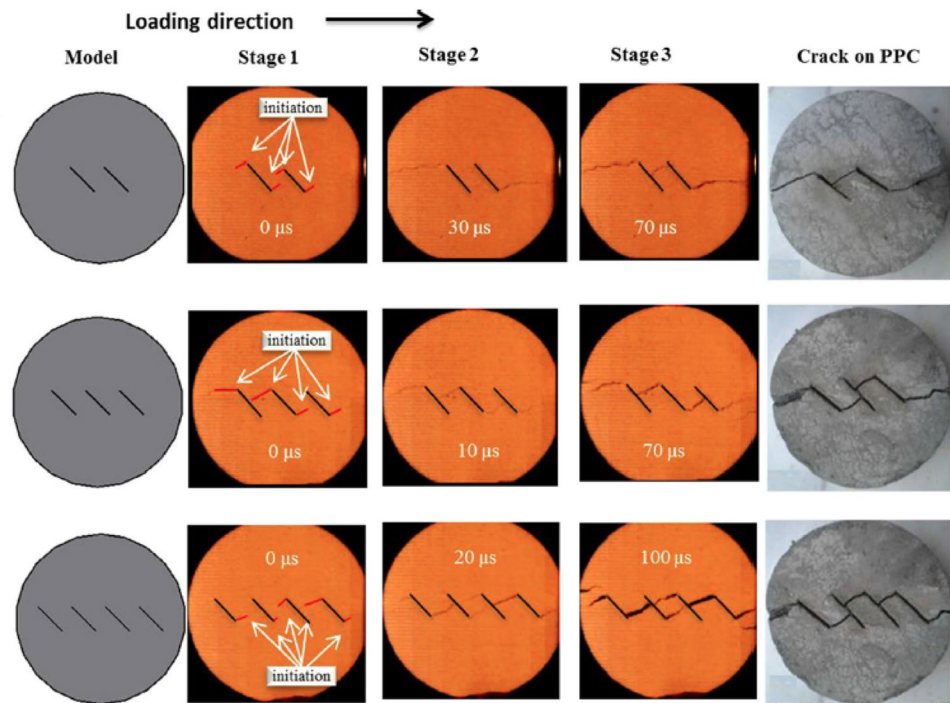 Loading direction
Model Stage 1 Stage 2 Stage 3 Crack on PPC
initiation
0 µs 30 µs 70 µs
initiation
0 µs 10 µs 70 µs
0 µs 20 µs 100 µs
initiation